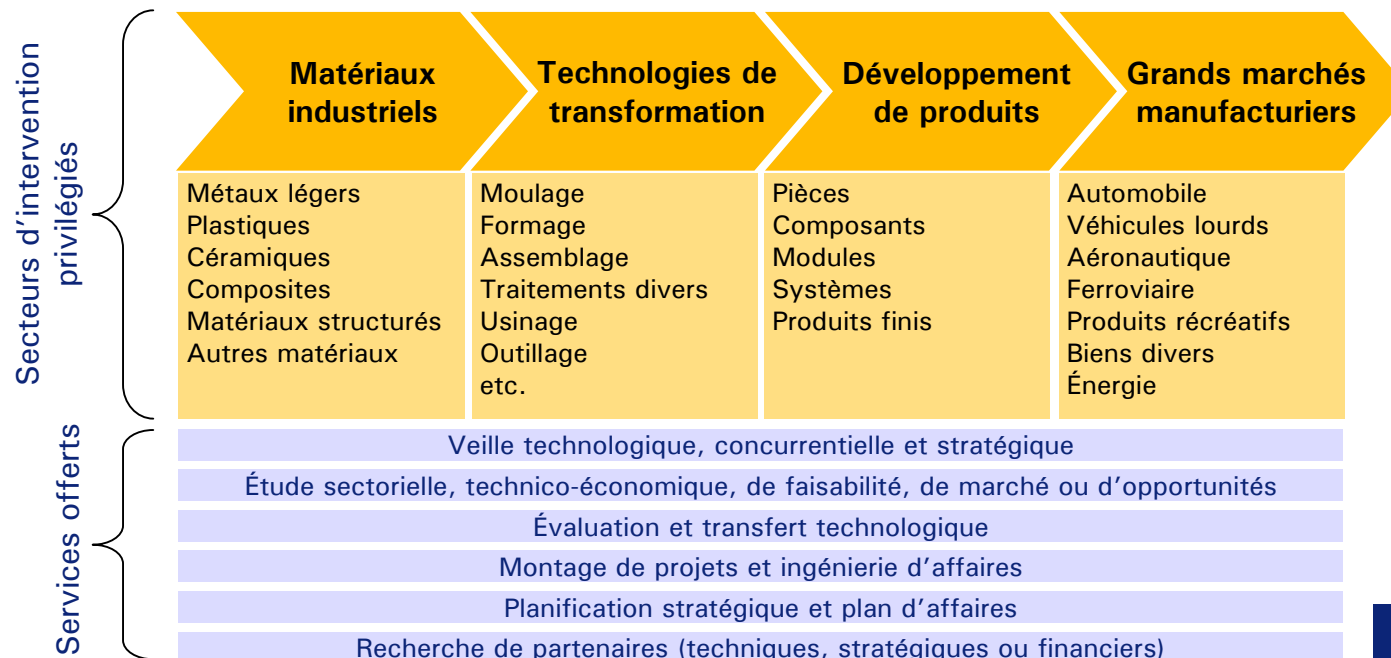 Secteurs d’intervention
privilégiés
Matériaux
industriels
Technologies de
transformation
Développement
de produits
Grands marchés
manufacturiers
Métaux légers
Plastiques
Céramiques
Composites
Matériaux structurés
Autres matériaux
Moulage
Formage
Assemblage
Traitements divers
Usinage
Outillage
etc.
Pièces
Composants
Modules
Systèmes
Produits finis
Automobile
Véhicules lourds
Aéronautique
Ferroviaire
Produits récréatifs
Biens divers
Énergie
Services offerts
Veille technologique, concurrentielle et stratégique
Étude sectorielle, technico-économique, de faisabilité, de marché ou d’opportunités
Évaluation et transfert technologique
Montage de projets et ingénierie d’affaires
Planification stratégique et plan d’affaires
Recherche de partenaires (techniques, stratégiques ou financiers)